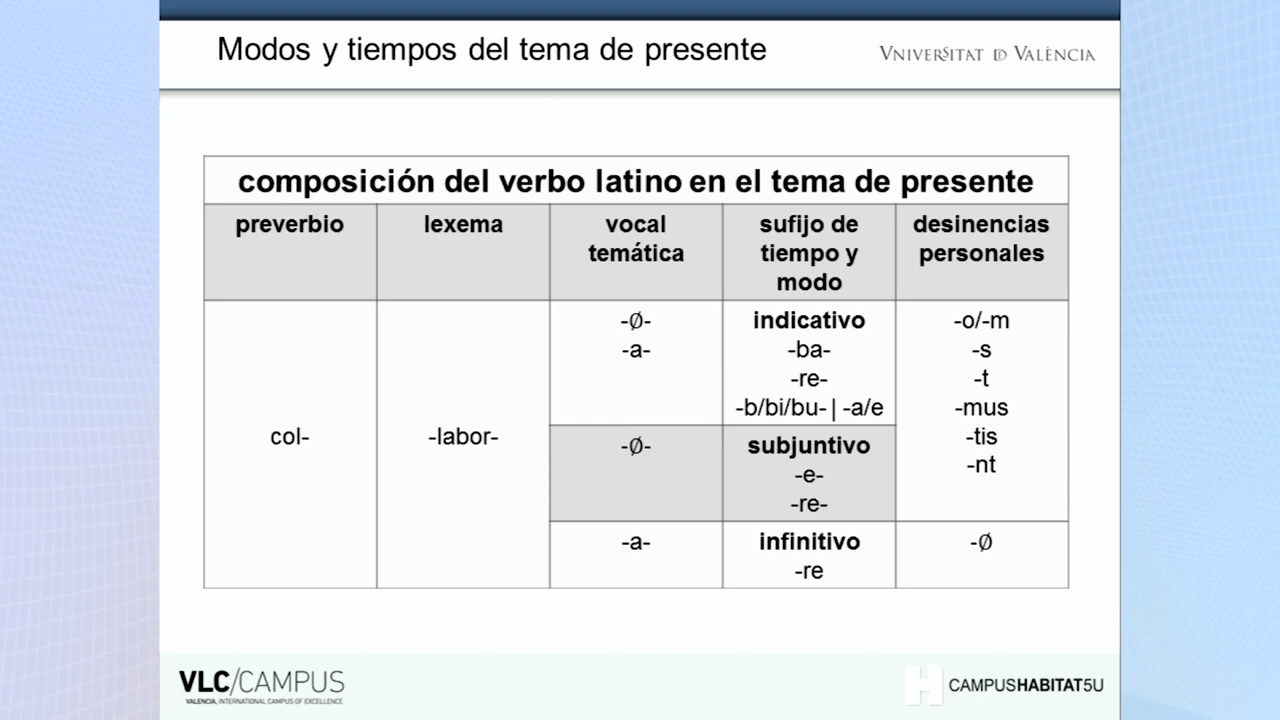 Modos y tiempos del tema de presente
VNIVERSITAT DE VALÈNCIA
composición del verbo latino en el tema de presente
preverbio
lexema
vocal
temática
sufijo de
tiempo y
modo
desinencias
personales
col-
-labor-
-Ø-
-a-
indicativo
-ba-
-re-
-b/bi/bu- | -a/e
-o/-m
-s
-t
-mus
-tis
-nt
-Ø-
subjuntivo
-e-
-re-
-a-
infinitivo
-re
-Ø
VLC/CAMPUS
VALENCIA, INTERNATIONAL CAMPUS OF EXCELLENCE
H
CAMPUSHABITAT5U